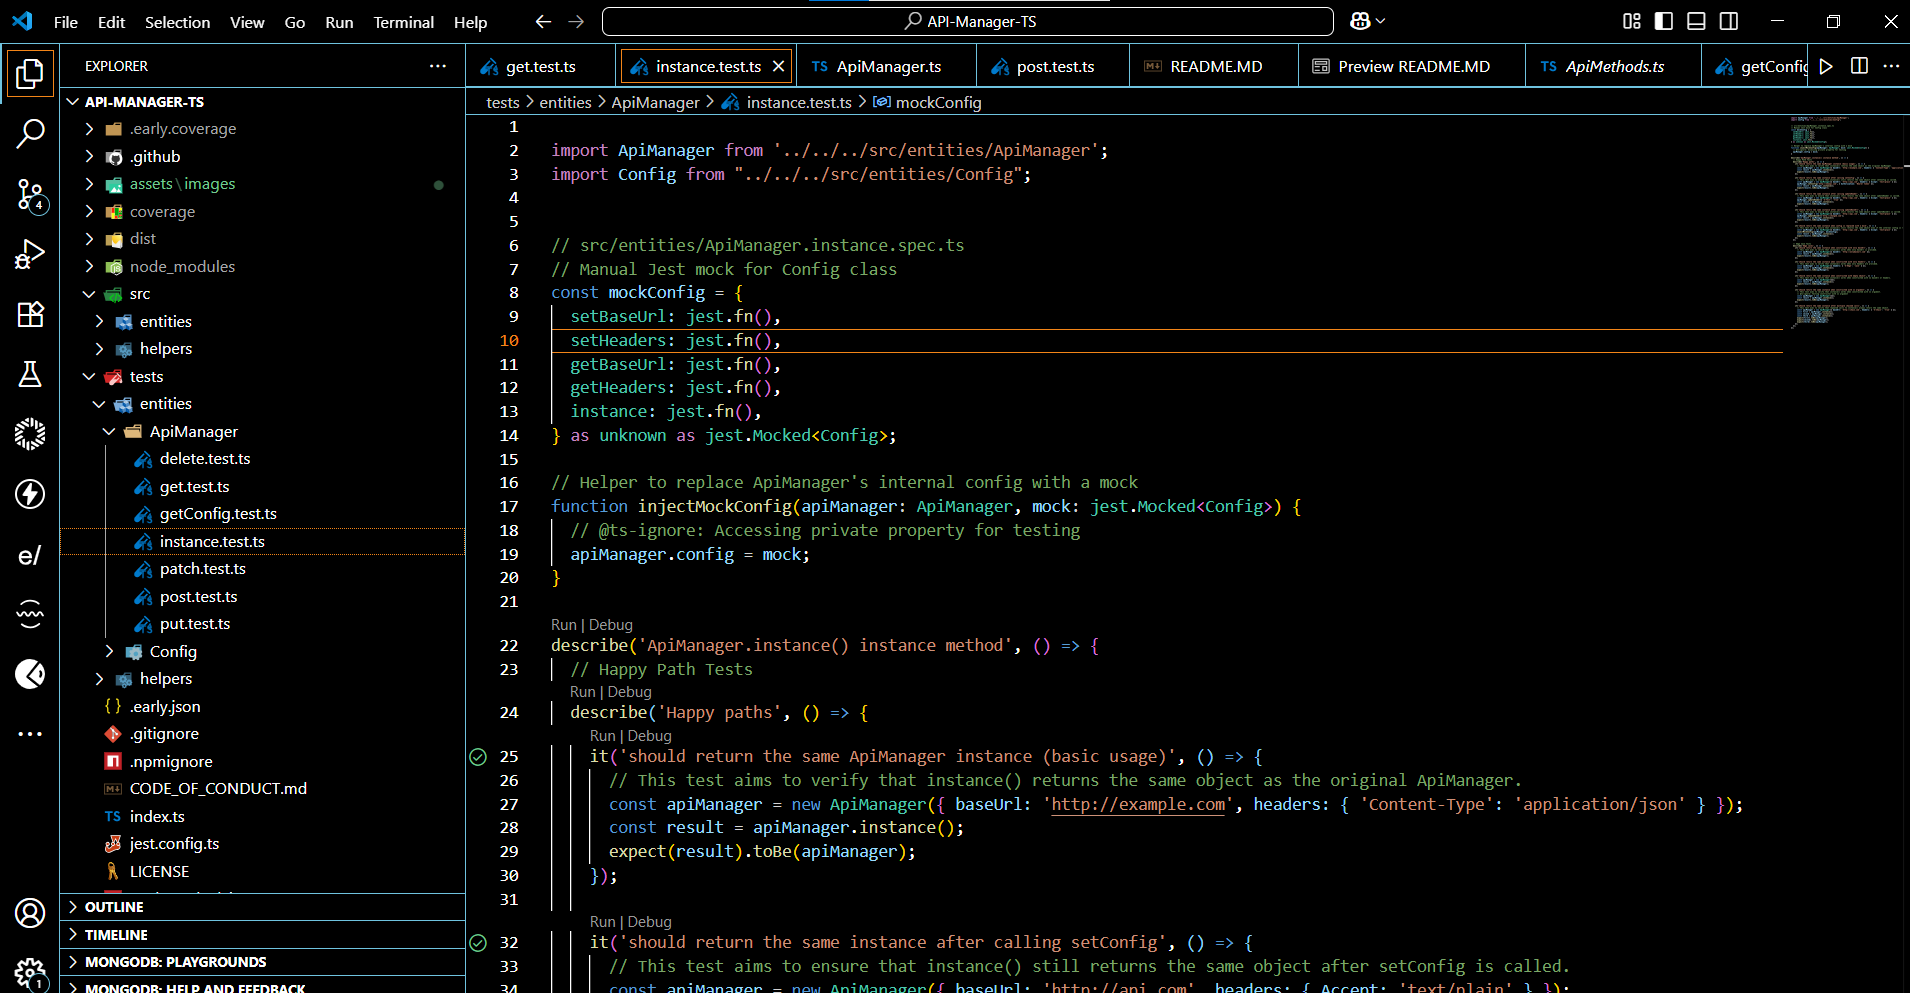 File Edit Selection View Go Run Terminal Help
API-Manager-TS
EXPLORER
API-MANAGER-TS
.early.coverage
.github
assets\images
coverage
dist
node_modules
src
entities
helpers
tests
entities
ApiManager
delete.test.ts
get.test.ts
getConfig.test.ts
instance.test.ts
patch.test.ts
post.test.ts
put.test.ts
Config
helpers
.early.json
.gitignore
.npmignore
CODE_OF_CONDUCT.md
TS index.ts
jest.config.ts
LICENSE
OUTLINE
TIMELINE
MONGODB: PLAYGROUNDS
MONGODB: HELP AND FEEDBACK
4
e/
1
get.test.ts instance.test.ts TS ApiManager.ts post.test.ts README.MD Preview README.MD TS ApiMethods.ts getConfig
tests > entities > ApiManager > instance.test.ts > mockConfig
1
2 import ApiManager from '../../../src/entities/ApiManager';
3 import Config from "../../../src/entities/Config";
4
5
6 // src/entities/ApiManager.instance.spec.ts
7 // Manual Jest mock for Config class
8 const mockConfig = {
9 setBaseUrl: jest.fn(),
10 setHeaders: jest.fn(),
11 getBaseUrl: jest.fn(),
12 getHeaders: jest.fn(),
13 instance: jest.fn(),
14 } as unknown as jest.Mocked<Config>;
15
16 // Helper to replace ApiManager's internal config with a mock
17 function injectMockConfig(apiManager: ApiManager, mock: jest.Mocked<Config>) {
18 // @ts-ignore: Accessing private property for testing
19 apiManager.config = mock;
20 }
21
Run | Debug
22 describe('ApiManager.instance() instance method', () => {
23 // Happy Path Tests
Run | Debug
24 describe('Happy paths', () => {
Run | Debug
25 it('should return the same ApiManager instance (basic usage)', () => {
26 // This test aims to verify that instance() returns the same object as the original ApiManager.
27 const apiManager = new ApiManager({ baseUrl: 'http://example.com', headers: { 'Content-Type': 'application/json' } });
28 const result = apiManager.instance();
29 expect(result).toBe(apiManager);
30 });
31
Run | Debug
32 it('should return the same instance after calling setConfig', () => {
33 // This test aims to ensure that instance() still returns the same object after setConfig is called.
34 const apiManager = new ApiManager({ baseUrl: 'http://api.com', headers: { Accept: 'text/plain' } });